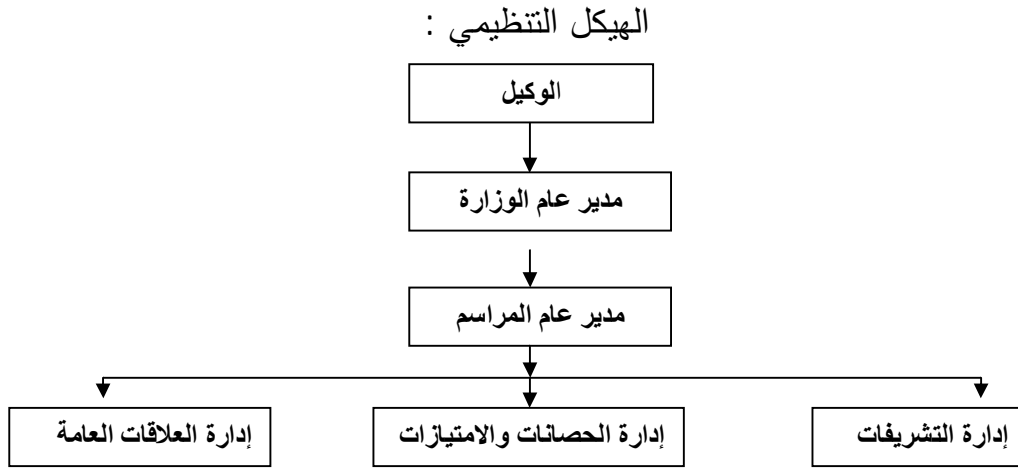 الهيكل التنظيمي :
الوكيل
مدير عام الوزارة
مدير عام المراسم
إدارة التشريفات
إدارة الحصانات والامتيازات
إدارة العلاقات العامة